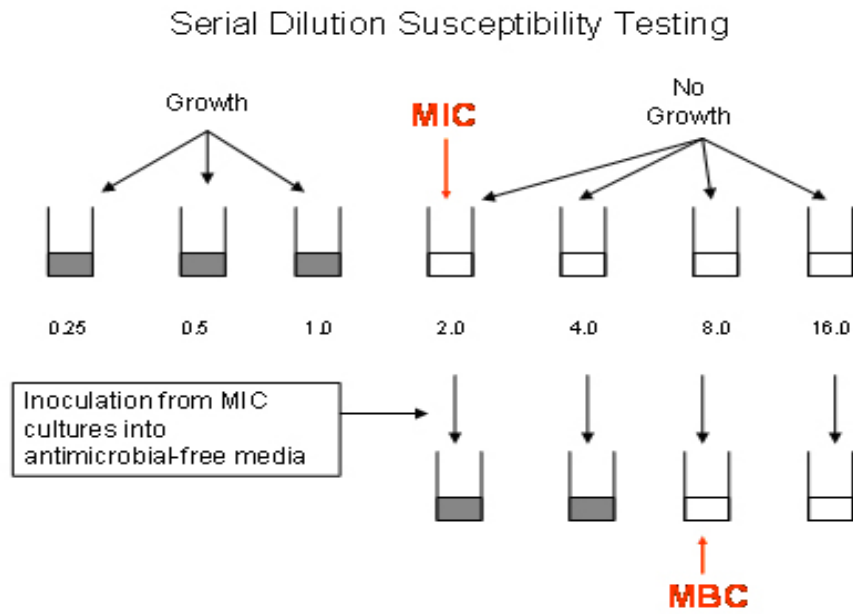 Serial Dilution Susceptibility Testing
Growth
MIC
No
Growth
0.25 0.5 1.0 2.0 4.0 8.0 16.0
Inoculation from MIC
cultures into
antimicrobial-free media
MBC